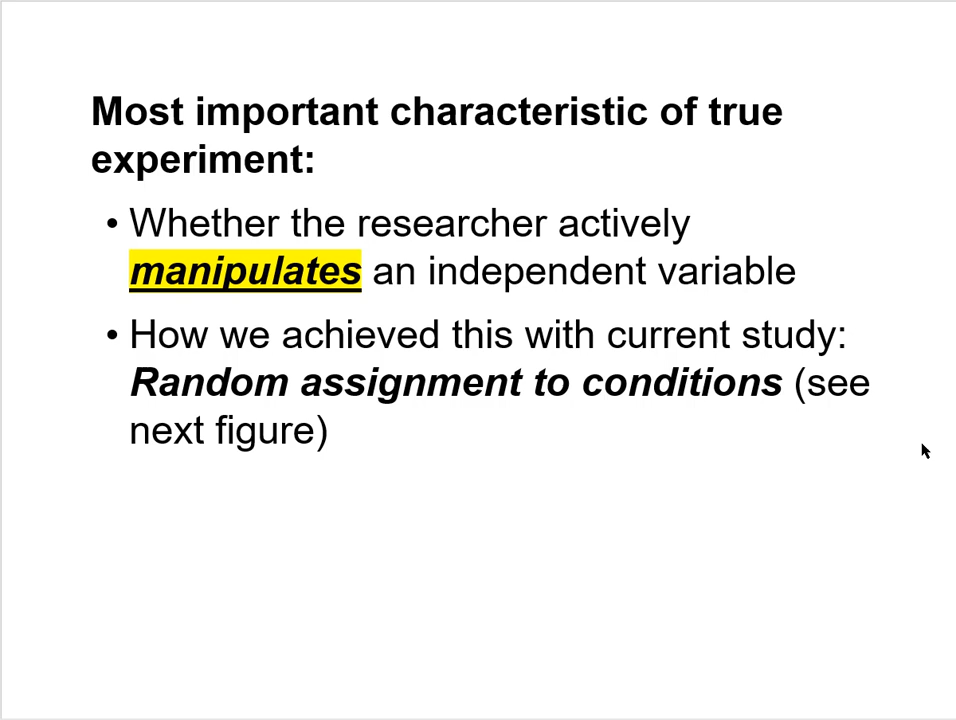 Most important characteristic of true
experiment:
• Whether the researcher actively
manipulates an independent variable
• How we achieved this with current study:
Random assignment to conditions (see
next figure)